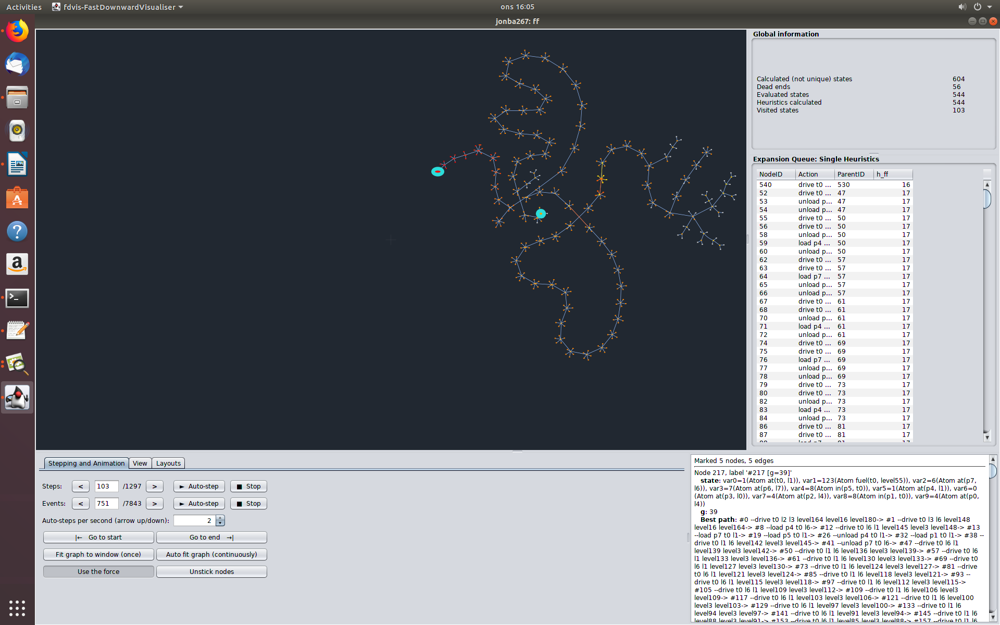 Activities
fdvis-FastDownwardVisualiser
ons 16:05
jonba267: ff
Global information
Calculated (not unique) states 604
Dead ends 56
Evaluated states 544
Heuristics calculated 544
Visited states 103
Expansion Queue: Single Heuristics
NodeID Action ParentID h_ff
540 drive t0 ... 530 16
52 drive t0 ... 47 17
53 unload p... 47 17
54 unload p... 47 17
55 drive t0 ... 50 17
56 drive t0 ... 50 17
58 unload p... 50 17
59 load p4 ... 50 17
60 unload p... 50 17
62 drive t0 ... 57 17
63 drive t0 ... 57 17
64 load p7 ... 57 17
65 unload p... 57 17
66 unload p... 57 17
67 drive t0 ... 61 17
68 drive t0 ... 61 17
70 unload p... 61 17
71 load p4 ... 61 17
72 unload p... 61 17
74 drive t0 ... 69 17
75 drive t0 ... 69 17
76 load p7 ... 69 17
77 unload p... 69 17
78 unload p... 69 17
79 drive t0 ... 73 17
80 drive t0 ... 73 17
82 unload p... 73 17
83 load p4 ... 73 17
84 unload p... 73 17
86 drive t0 ... 81 17
87 drive t0 ... 81 17
Stepping and Animation View Layouts
Steps: < 103 /1297 > Auto-step Stop
Events: < 751 /7843 > Auto-step Stop
Auto-steps per second (arrow up/down): 2
Go to start Go to end
Fit graph to window (once) Auto fit graph (continuously)
Use the force Unstick nodes
Marked 5 nodes, 5 edges
Node 217, label '#217 [g=39]'
state: var0=1(Atom at(t0, l1)), var1=123(Atom fuel(t0, level55)), var2=6(Atom at(p7,
l6)), var3=7(Atom at(p6, l7)), var4=8(Atom in(p5, t0)), var5=1(Atom at(p4, l1)), var6=0
(Atom at(p3, l0)), var7=4(Atom at(p2, l4)), var8=8(Atom in(p1, t0)), var9=4(Atom at(p0,
l4))
g: 39
Best path: #0 --drive t0 l2 l3 level164 level16 level180-> #1 --drive t0 l3 l6 level148
level16 level164-> #8 --load p4 t0 l6-> #12 --drive t0 l6 l1 level145 level3 level148-> #13
--load p7 t0 l1-> #19 --load p5 t0 l1-> #26 --unload p4 t0 l1-> #32 --load p1 t0 l1-> #38 --
drive t0 l1 l6 level142 level3 level145-> #41 --unload p7 t0 l6-> #47 --drive t0 l6 l1
level139 level3 level142-> #50 --drive t0 l1 l6 level136 level3 level139-> #57 --drive t0 l6
l1 level133 level3 level136-> #61 --drive t0 l1 l6 level130 level3 level133-> #69 --drive t0
l6 l1 level127 level3 level130-> #73 --drive t0 l1 l6 level124 level3 level127-> #81 --drive
t0 l6 l1 level121 level3 level124-> #85 --drive t0 l1 l6 level118 level3 level121-> #93 --
drive t0 l6 l1 level115 level3 level118-> #97 --drive t0 l1 l6 level112 level3 level115->
#105 --drive t0 l6 l1 level109 level3 level112-> #109 --drive t0 l1 l6 level106 level3
level109-> #117 --drive t0 l6 l1 level103 level3 level106-> #121 --drive t0 l1 l6 level100
level3 level103-> #129 --drive t0 l6 l1 level97 level3 level100-> #133 --drive t0 l1 l6
level94 level3 level97-> #141 --drive t0 l6 l1 level91 level3 level94-> #145 --drive t0 l1 l6
level88 level3 level91-> #153 --drive t0 l6 l1 level85 level3 level88-> #157 --drive t0 l1 l6